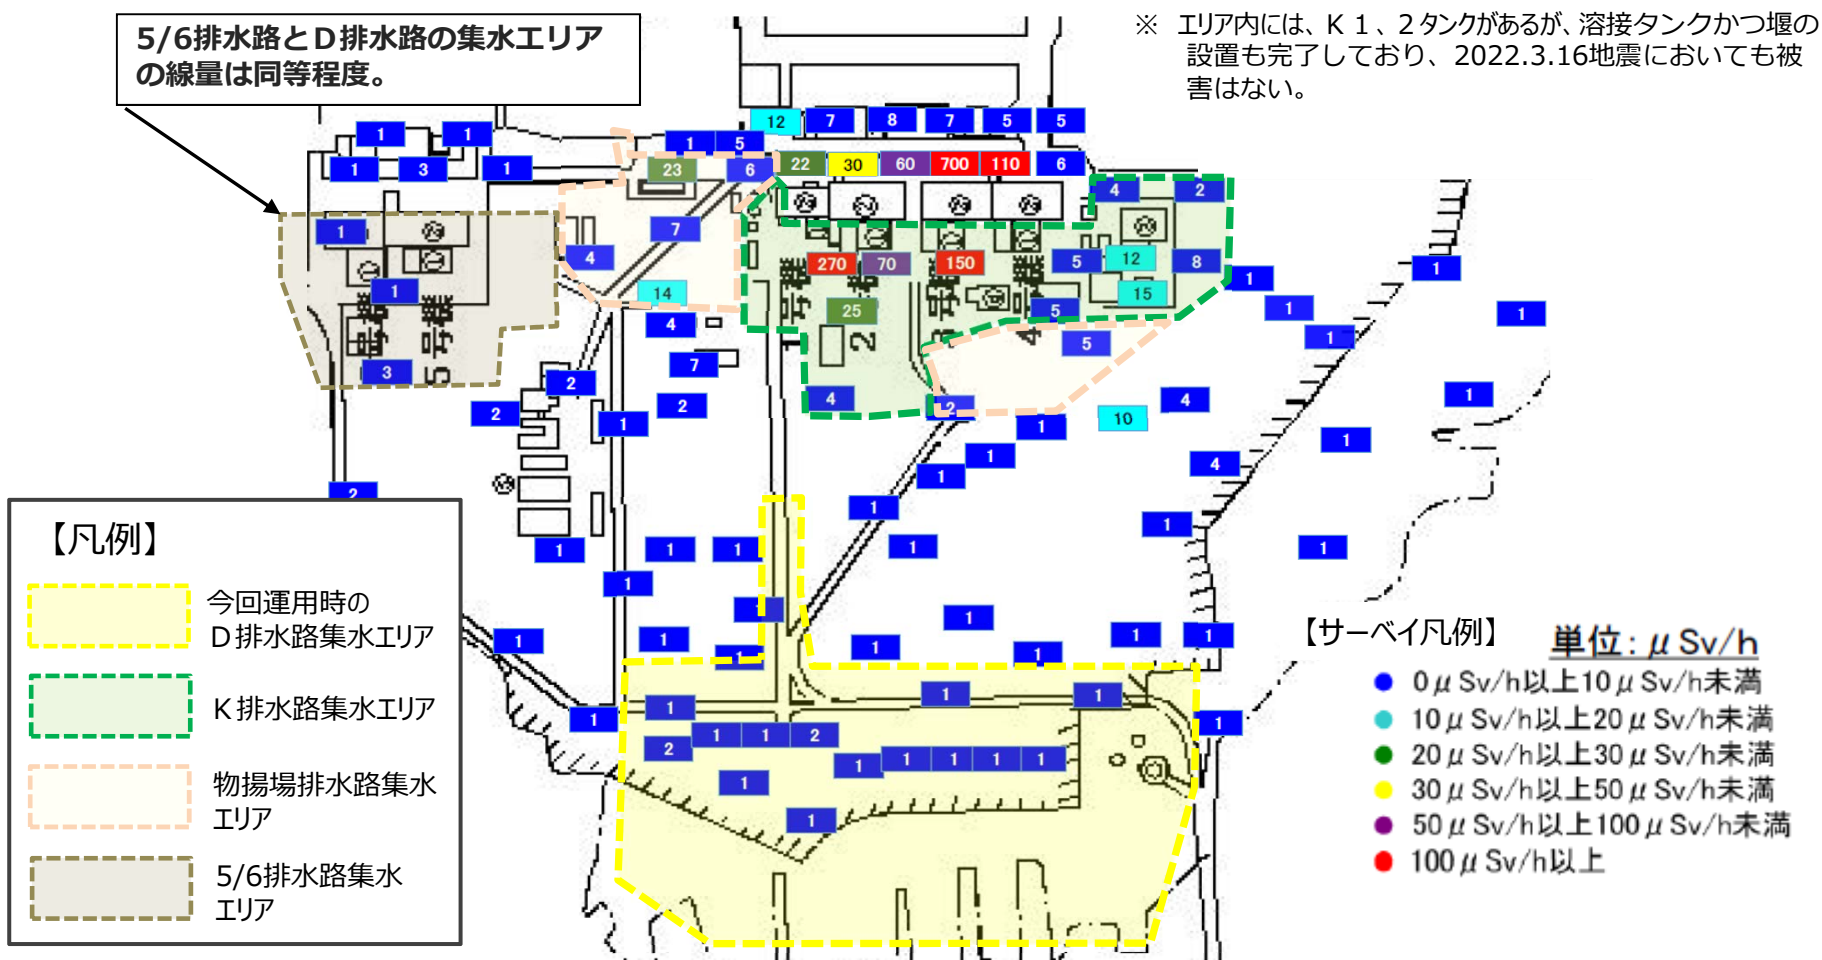 5/6排水路とD排水路の集水エリア
の線量は同等程度。
※ エリア内には、K1、2タンクがあるが、溶接タンクかつ堰の
設置も完了しており、2022.3.16地震においても被
害はない。
12 7 8 7 5 5
1 1 1 5
1 3 1 23 6 22 30 60 700 110 6
4 2
1 7
4 270 70 150 5 12 8
1 14 15 1 1
25 5 1 1
4 1
7 5
3 2
2 2 4 2 4 1
1 1 10
1 1
1 4
2 1
1 1
1 1 1 1 1
1
1 1
1 1 1 1 1
1 1
1 1 1
1 1
1 1 2
2 1 1 1 1 1
1
1
1号機
2
3号機
4号機
5号機
【凡例】
今回運用時の
D排水路集水エリア
K排水路集水エリア
物揚場排水路集水
エリア
5/6排水路集水
エリア
【サーベイ凡例】 単位:μSv/h
0μSv/h以上10μSv/h未満
10μSv/h以上20μSv/h未満
20μSv/h以上30μSv/h未満
30μSv/h以上50μSv/h未満
50μSv/h以上100μSv/h未満
100μSv/h以上